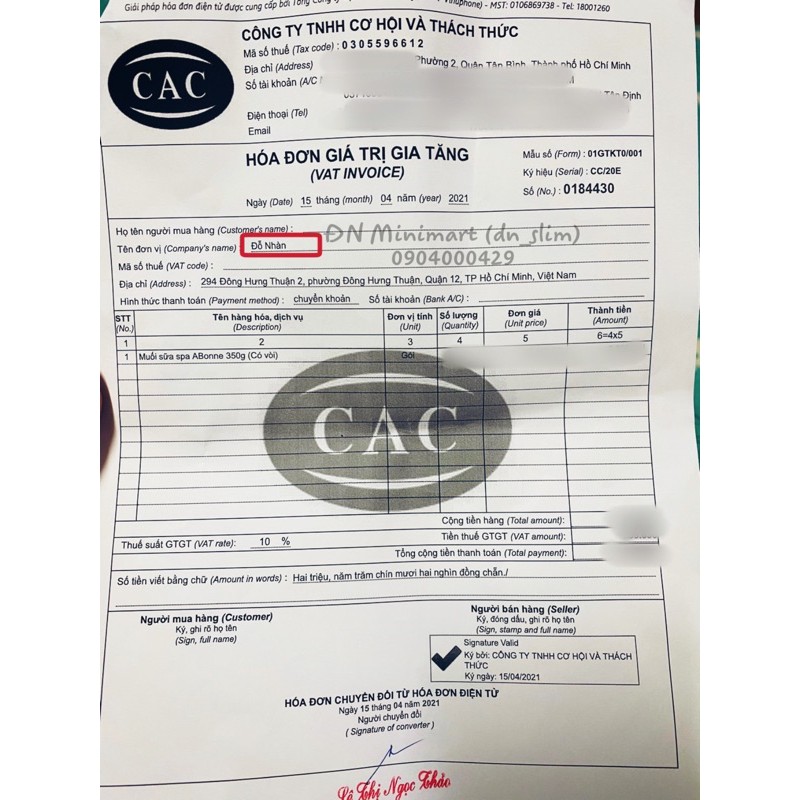 Giải pháp hóa đơn điện tử được cung cấp bởi Tổng Công ty (Vinaphone) - MST: 0106869738 - Tel: 18001260
CÔNG TY TNHH CƠ HỘI VÀ THÁCH THỨC
Mã số thuế (Tax code) : 0305596612
Địa chỉ (Address) Phường 2, Quận Tân Bình, Thành phố Hồ Chí Minh
Số tài khoản (A/C
Tân Định
Điện thoại (Tel)
Email
CAC
HÓA ĐƠN GIÁ TRỊ GIA TĂNG
(VAT INVOICE)
Ngày (Date) 15 tháng (month) 04 năm (year) 2021
Mẫu số (Form) : 01GTKT0/001
Ký hiệu (Serial) : CC/20E
Số (No.) : 0184430
Họ tên người mua hàng (Customer's name) :
ĐN Minimart (dn_slim)
Tên đơn vị (Company's name) : Đỗ Nhàn
0904000429
Mã số thuế (VAT code) :
Địa chỉ (Address) : 294 Đông Hưng Thuận 2, phường Đông Hưng Thuận, Quận 12, TP Hồ Chí Minh, Việt Nam
Hình thức thanh toán (Payment method) : chuyển khoản Số tài khoản (Bank A/C) :
STT (No.) Tên hàng hóa, dịch vụ (Description) Đơn vị tính (Unit) Số lượng (Quantity) Đơn giá (Unit price) Thành tiền (Amount)
1 2 3 4 5 6=4x5
1 Muối sữa spa ABonne 350g (Có vòi) Gói
CAC
Cộng tiền hàng (Total amount):
Thuế suất GTGT (VAT rate): 10 % Tiền thuế GTGT (VAT amount):
Tổng cộng tiền thanh toán (Total payment):
Số tiền viết bằng chữ (Amount in words) : Hai triệu, năm trăm chín mươi hai nghìn đồng chẵn./
Người mua hàng (Customer)
Ký, ghi rõ họ tên
(Sign, full name)
Người bán hàng (Seller)
Ký, đóng dấu, ghi rõ họ tên
(Sign, stamp and full name)
Signature Valid
Ký bởi: CÔNG TY TNHH CƠ HỘI VÀ THÁCH
THỨC
Ký ngày: 15/04/2021
HÓA ĐƠN CHUYỂN ĐỔI TỪ HÓA ĐƠN ĐIỆN TỬ
Ngày 15 tháng 04 năm 2021
Người chuyển đổi
( Signature of converter )
Lê Thị Ngọc Thảo